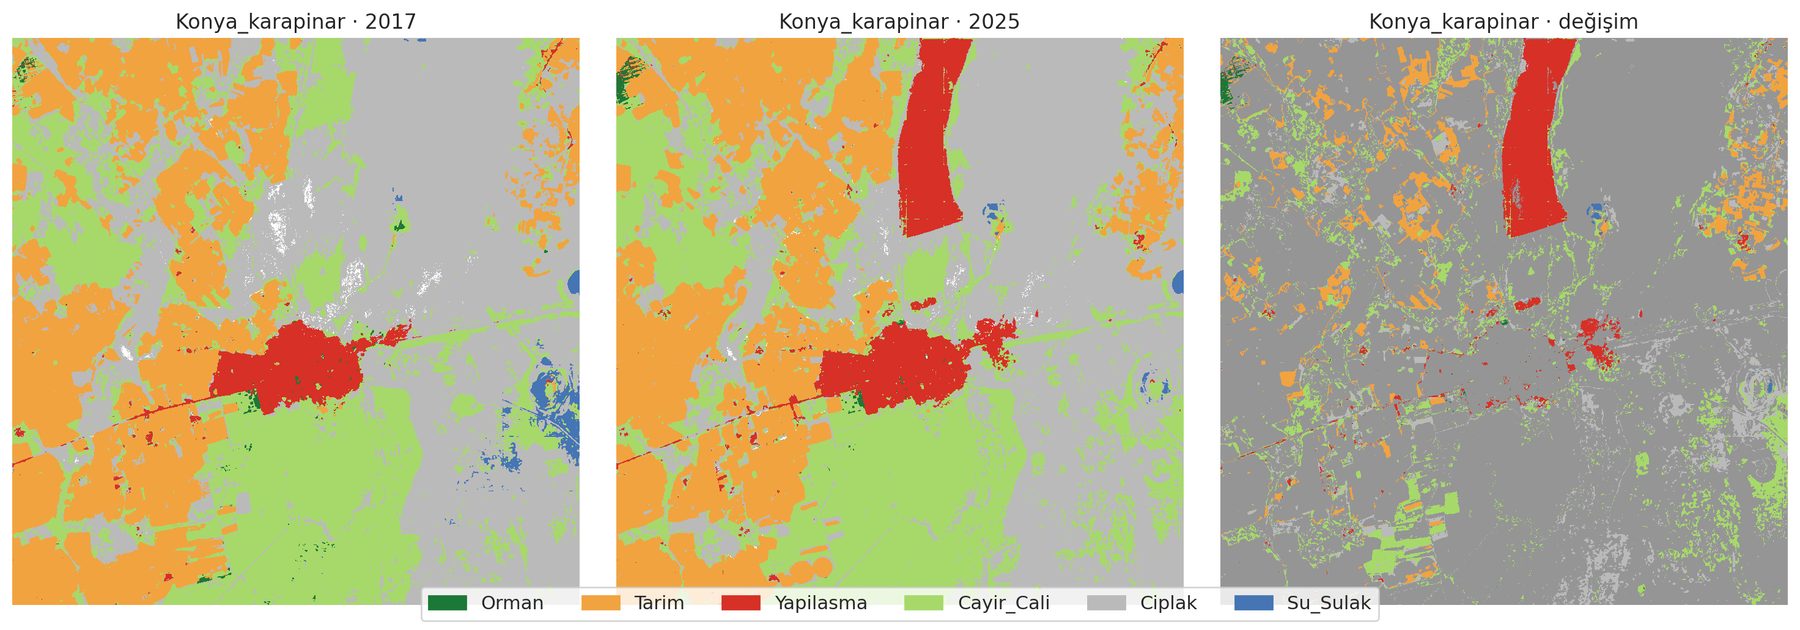 Konya_karapinar · 2017
Konya_karapinar · 2025
Konya_karapinar · değişim
Orman
Tarim
Yapilasma
Cayir_Cali
Ciplak
Su_Sulak